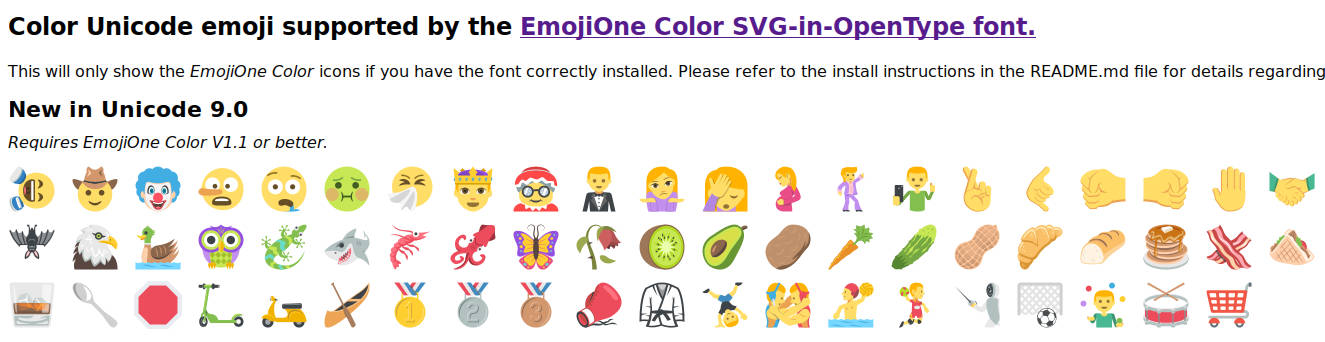 Color Unicode emoji supported by the EmojiOne Color SVG-in-OpenType font.
This will only show the EmojiOne Color icons if you have the font correctly installed. Please refer to the install instructions in the README.md file for details regarding
New in Unicode 9.0
Requires EmojiOne Color V1.1 or better.
1 2 3